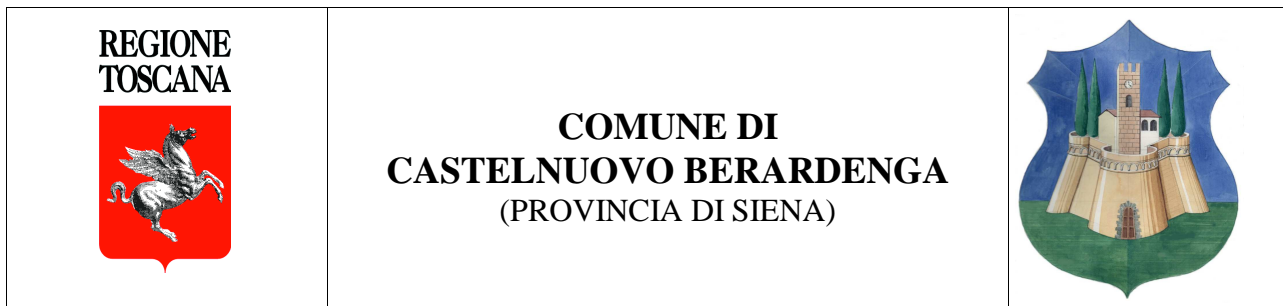 REGIONE
TOSCANA
COMUNE DI
CASTELNUOVO BERARDENGA
(PROVINCIA DI SIENA)